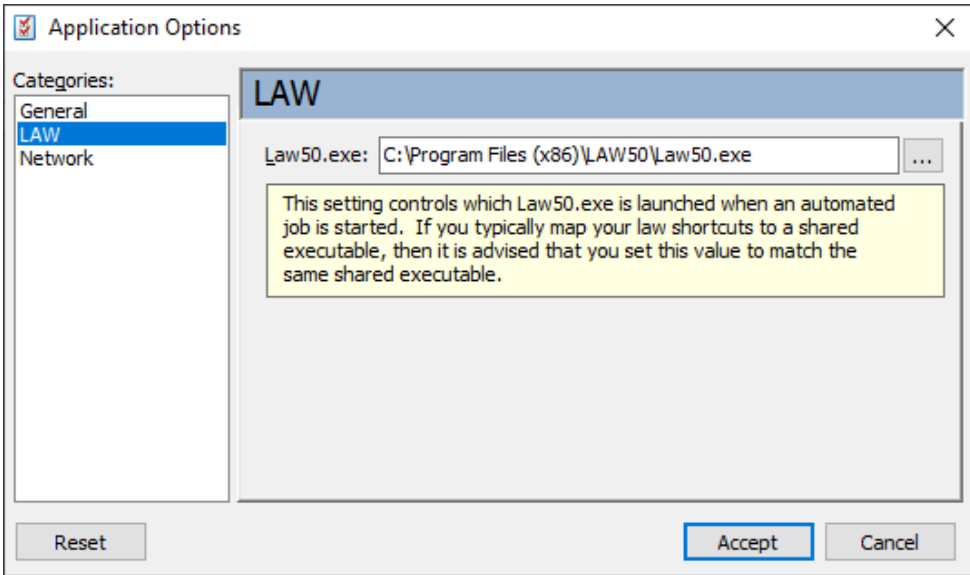 Application Options
Categories:
General
LAW
Network
LAW
Law50.exe: C:\Program Files (x86)\LAW50\Law50.exe ...
This setting controls which Law50.exe is launched when an automated
job is started.  If you typically map your law shortcuts to a shared
executable, then it is advised that you set this value to match the
same shared executable.
Reset Accept Cancel